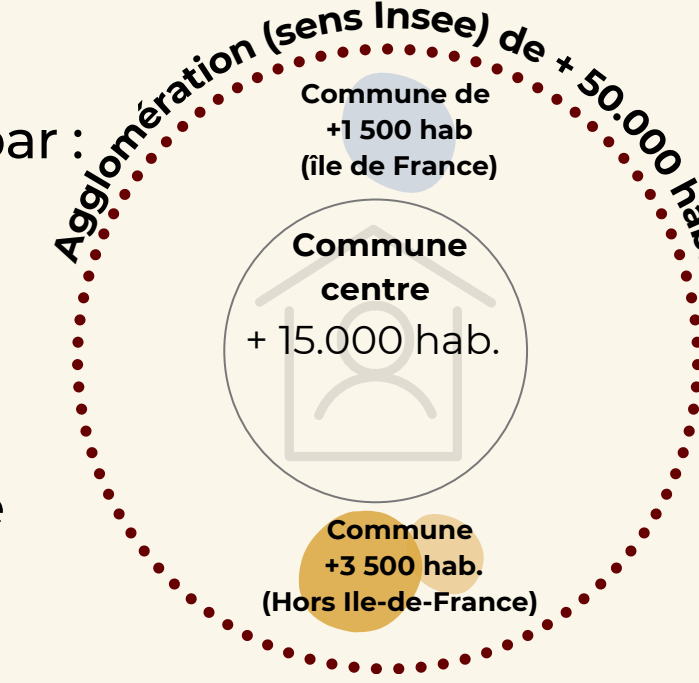 Agglomération (sens Insee) de + 50.000 hab
par :
Commune de
+1 500 hab
(île de France)
Commune
centre
+ 15.000 hab.
Commune
+3 500 hab.
(Hors Ile-de-France)